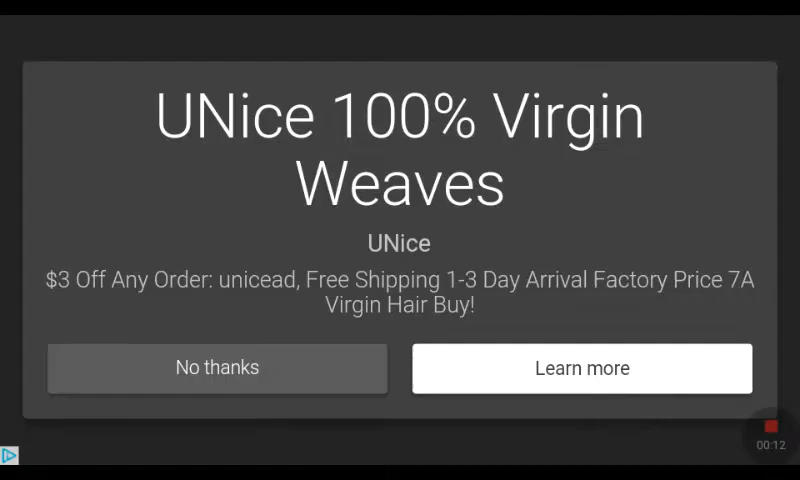 UNice 100% Virgin
Weaves
UNice
$3 Off Any Order: unicead, Free Shipping 1-3 Day Arrival Factory Price 7A
Virgin Hair Buy!
No thanks
Learn more
00:12